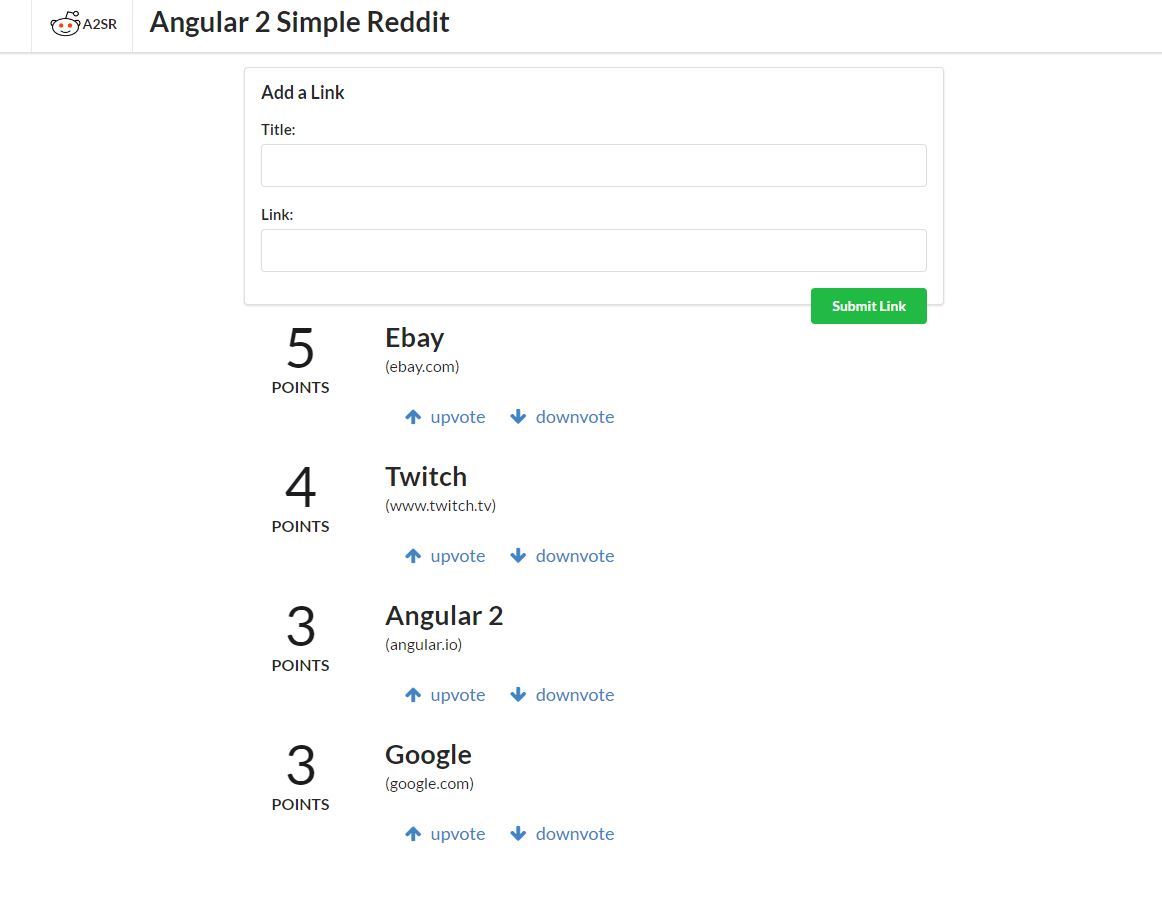 A2SR
Angular 2 Simple Reddit
Add a Link
Title:
Link:
Submit Link
5
POINTS
Ebay
(ebay.com)
upvote downvote
4
POINTS
Twitch
(www.twitch.tv)
upvote downvote
3
POINTS
Angular 2
(angular.io)
upvote downvote
3
POINTS
Google
(google.com)
upvote downvote